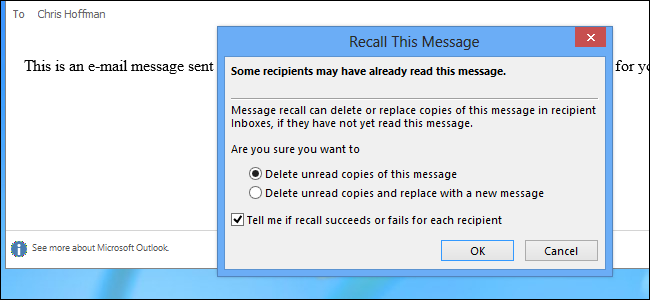 To Chris Hoffman
This is an e-mail message sent
for yo
Recall This Message
Some recipients may have already read this message.
Message recall can delete or replace copies of this message in recipient
Inboxes, if they have not yet read this message.
Are you sure you want to
Delete unread copies of this message
Delete unread copies and replace with a new message
Tell me if recall succeeds or fails for each recipient
OK Cancel
See more about Microsoft Outlook.